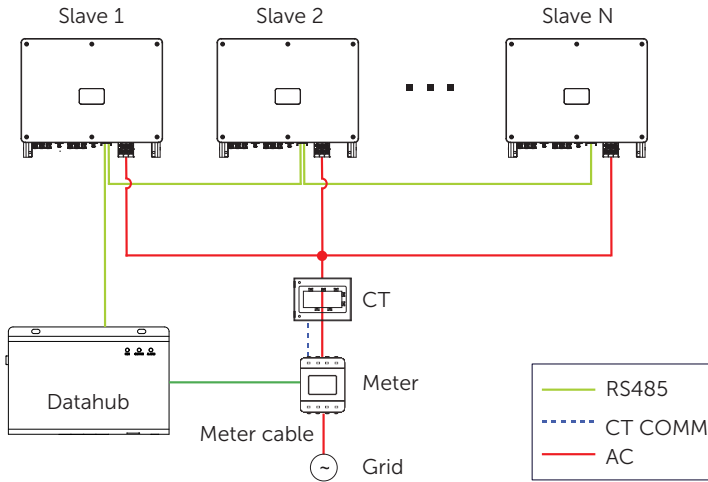 Slave 1
Slave 2
Slave N
CT
Datahub
Meter
Meter cable
Grid
RS485
CT COMM
AC